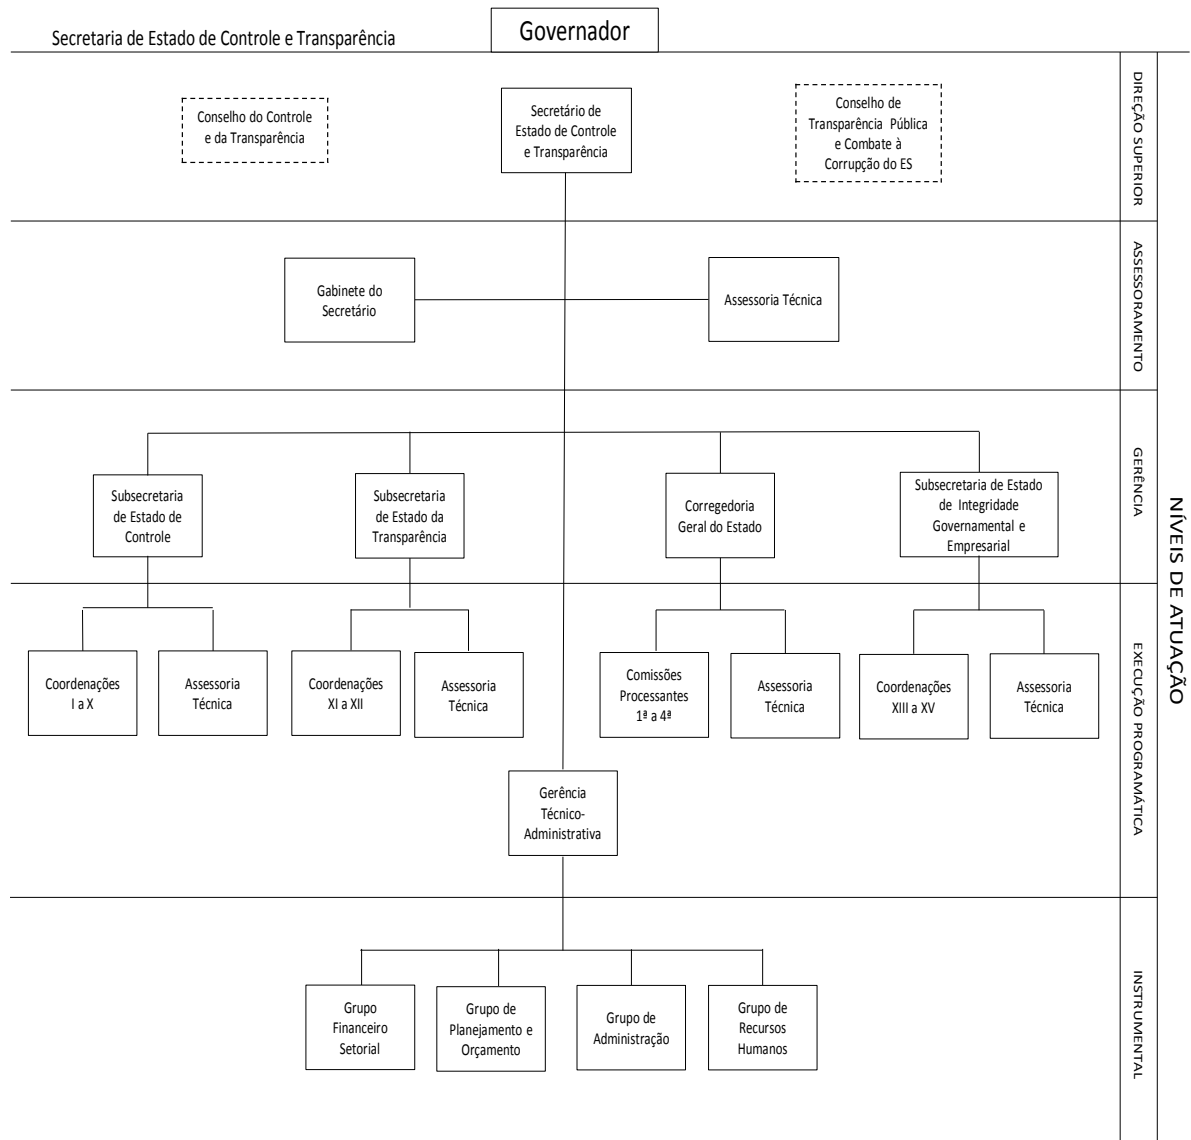 Secretaria de Estado de Controle e Transparência
Governador
Conselho do Controle
e da Transparência
Secretário de
Estado de Controle
e Transparência
Conselho de
Transparência Pública
e Combate à
Corrupção do ES
DIREÇÃO SUPERIOR
Gabinete do
Secretário
Assessoria Técnica
ASSESSORAMENTO
Subsecretaria
de Estado de
Controle
Subsecretaria
de Estado da
Transparência
Corregedoria
Geral do Estado
Subsecretaria de Estado
de Integridade
Governamental e
Empresarial
GERÊNCIA
NÍVEIS DE ATUAÇÃO
Coordenações
I a X
Assessoria
Técnica
Coordenações
XI a XII
Assessoria
Técnica
Comissões
Processantes
1ª a 4ª
Assessoria
Técnica
Coordenações
XIII a XV
Assessoria
Técnica
EXECUÇÃO PROGRAMÁTICA
Gerência
Técnico-
Administrativa
Grupo
Financeiro
Setorial
Grupo de
Planejamento e
Orçamento
Grupo de
Administração
Grupo de
Recursos
Humanos
INSTRUMENTAL